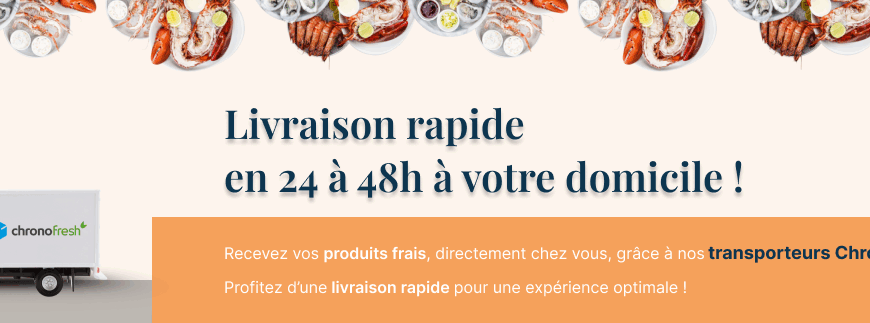 Livraison rapide
en 24 à 48h à votre domicile !
chronofresh
Recevez vos produits frais, directement chez vous, grâce à nos transporteurs
Profitez d’une livraison rapide pour une expérience optimale !